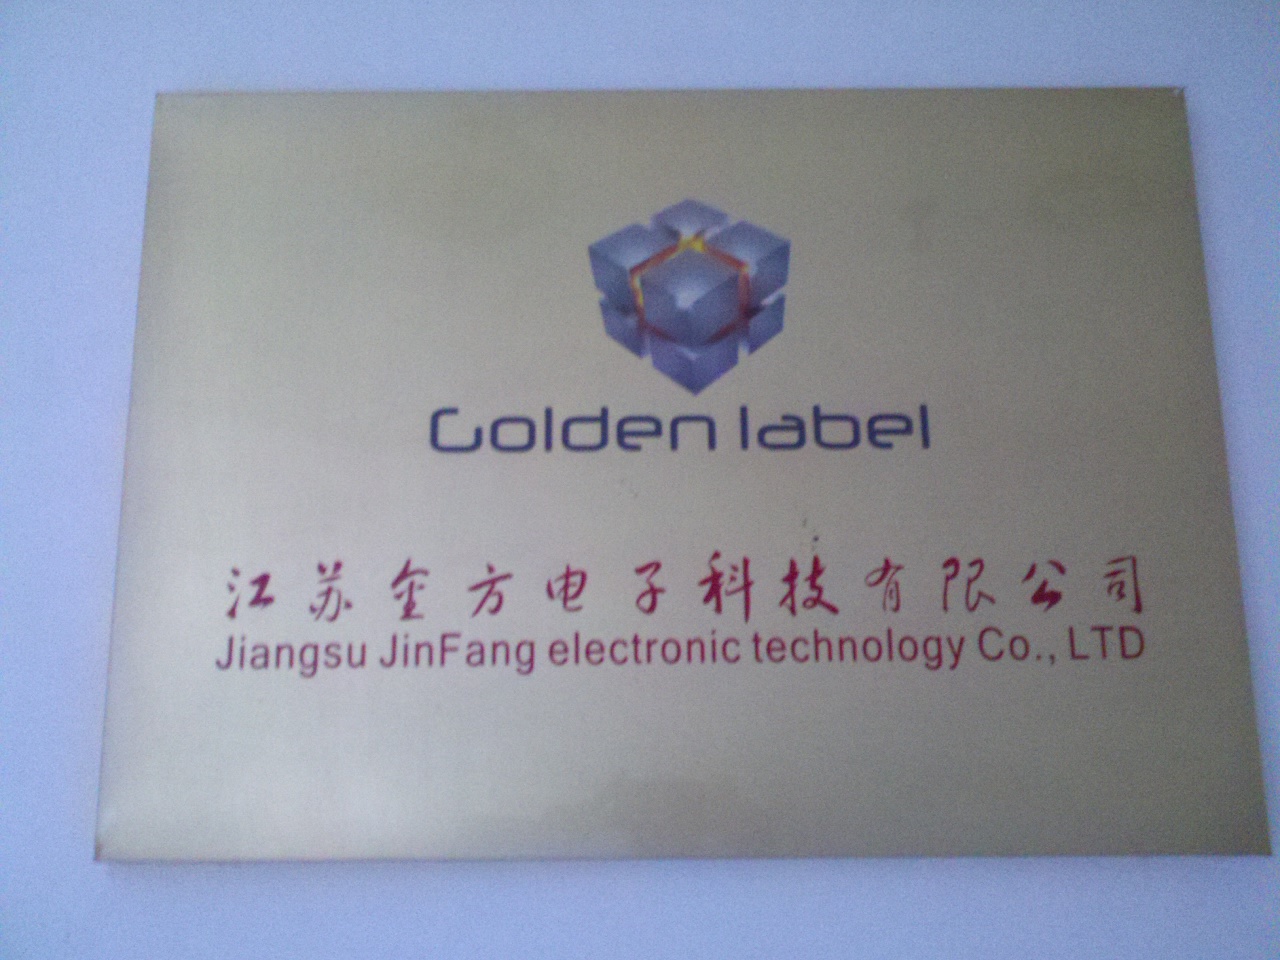 Golden label
江苏金方电子科技有限公司
Jiangsu JinFang electronic technology Co., LTD